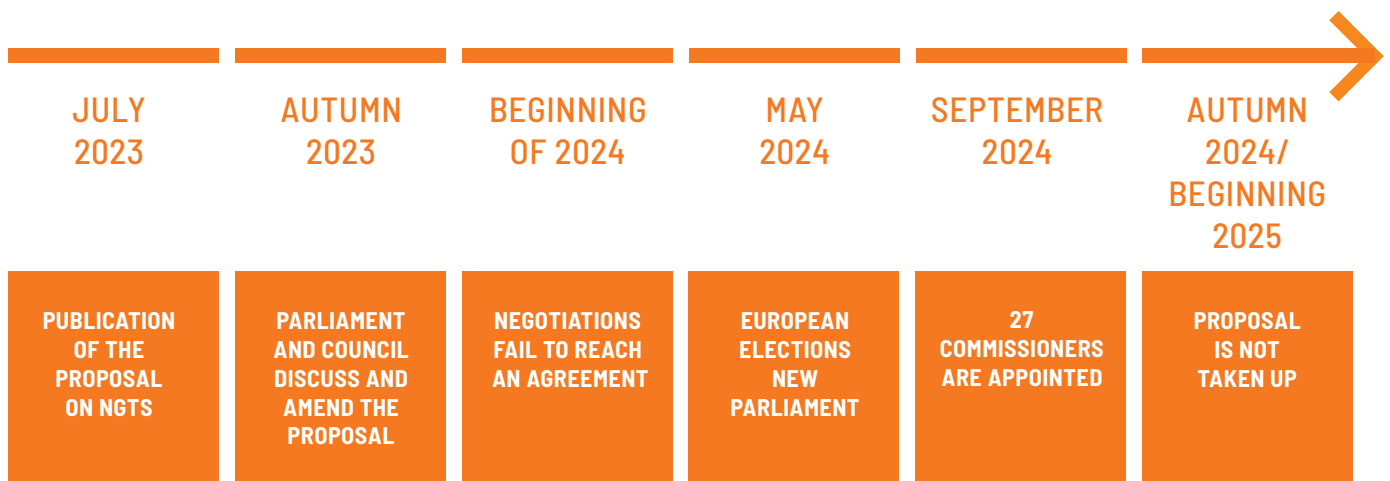 JULY
2023
AUTUMN
2023
BEGINNING
OF 2024
MAY
2024
SEPTEMBER
2024
AUTUMN
2024/
BEGINNING
2025
PUBLICATION
OF THE
PROPOSAL
ON NGTS
PARLIAMENT
AND COUNCIL
DISCUSS AND
AMEND THE
PROPOSAL
NEGOTIATIONS
FAIL TO REACH
AN AGREEMENT
EUROPEAN
ELECTIONS
NEW
PARLIAMENT
27
COMMISSIONERS
ARE APPOINTED
PROPOSAL
IS NOT
TAKEN UP